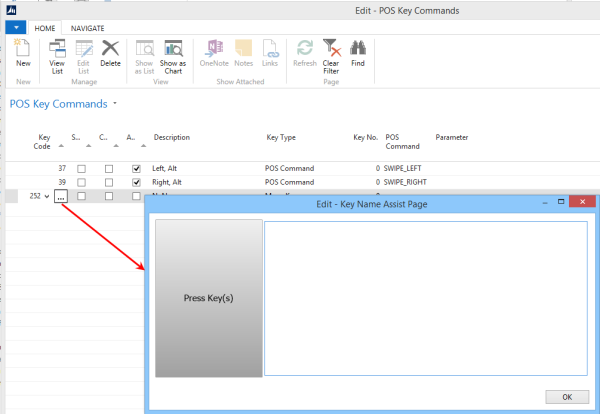 Edit - POS Key Commands
HOME NAVIGATE
New
View List
Edit List
Delete
Show as List
Show as Chart
OneNote
Notes
Links
Refresh
Clear Filter
Find
New Manage View Show Attached Page
POS Key Commands
Key Code S.. C.. A.. Description Key Type Key No. POS Command Parameter
37 Left, Alt POS Command 0 SWIPE_LEFT
39 Right, Alt POS Command 0 SWIPE_RIGHT
252 ...
Edit - Key Name Assist Page
Press Key(s)
OK